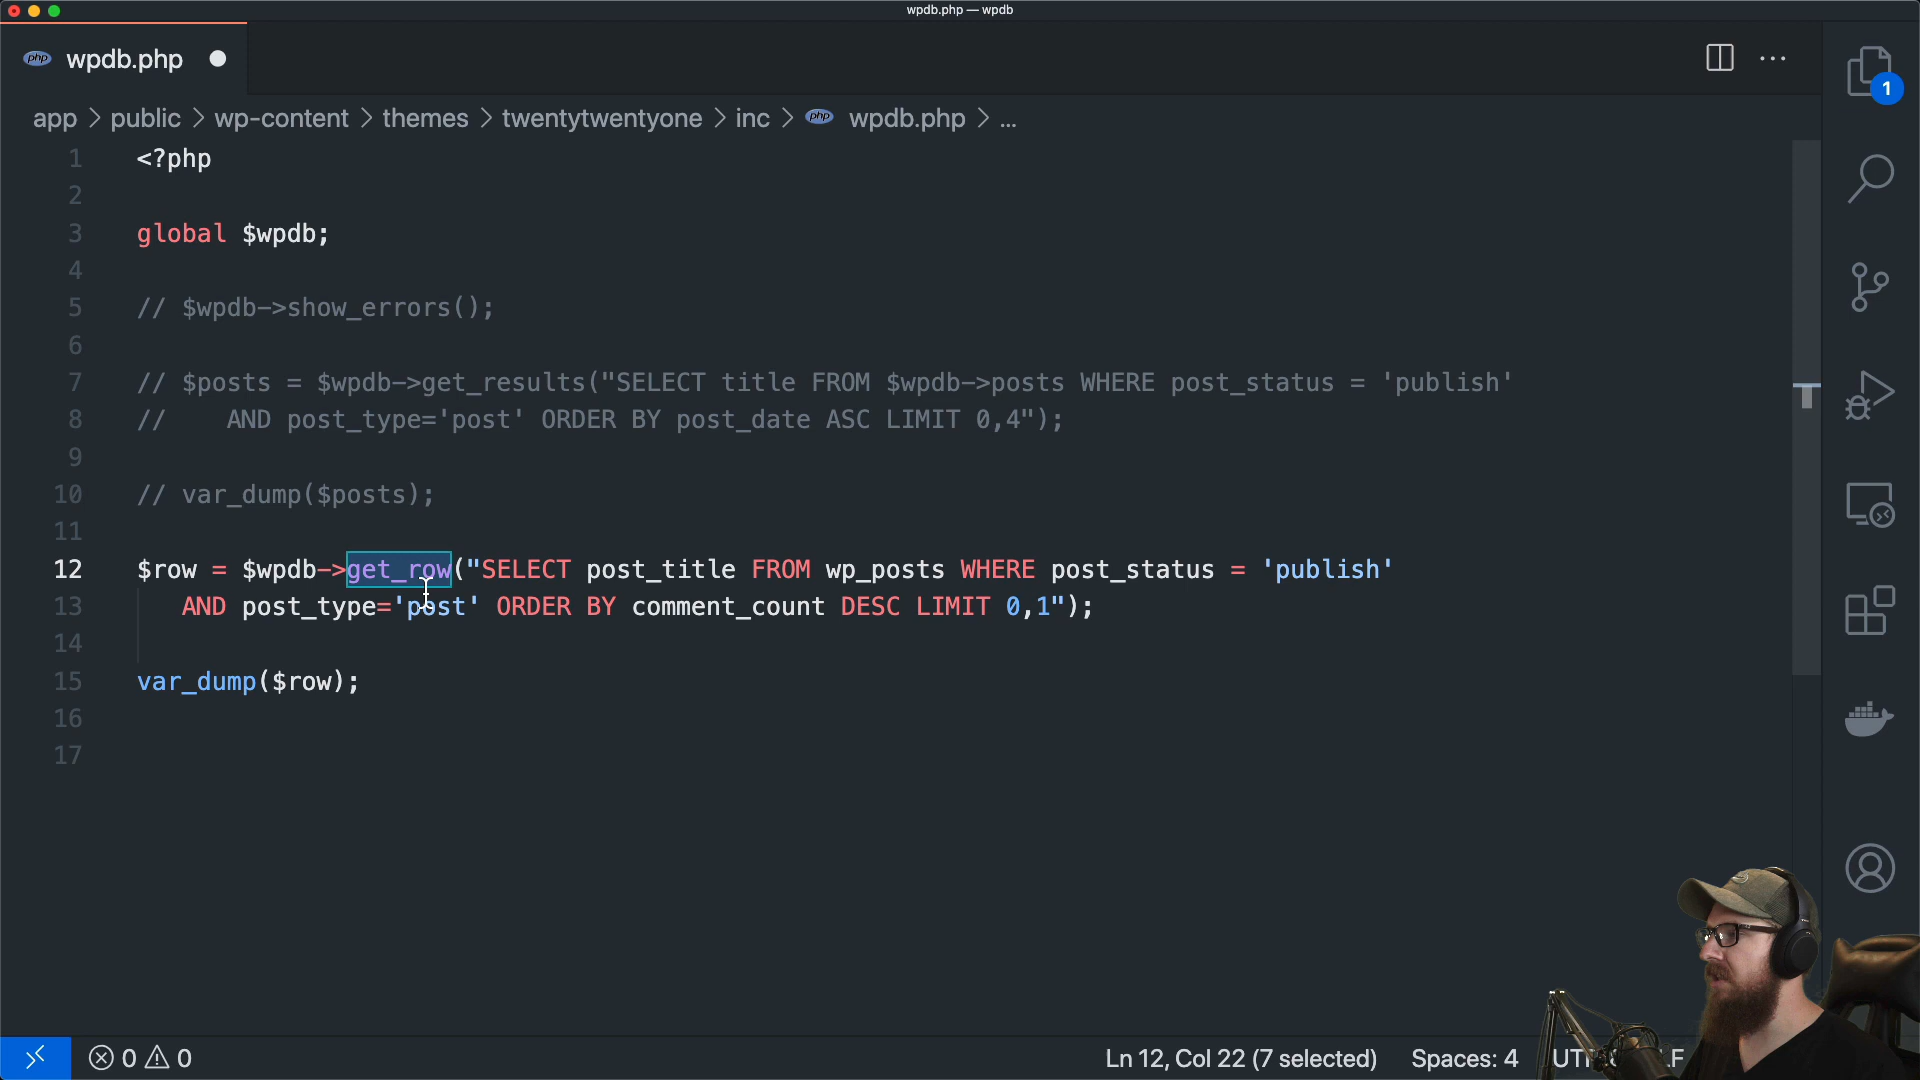 wpdb.php — wpdb
php wpdb.php
app > public > wp-content > themes > twentytwentyone > inc > php wpdb.php > ...
1
1 <?php
2
3 global $wpdb;
4
5 // $wpdb->show_errors();
6
7 // $posts = $wpdb->get_results("SELECT title FROM $wpdb->posts WHERE post_status = 'publish'
8 //    AND post_type='post' ORDER BY post_date ASC LIMIT 0,4");
9
10 // var_dump($posts);
11
12 $row = $wpdb->get_row("SELECT post_title FROM wp_posts WHERE post_status = 'publish'
13    AND post_type='post' ORDER BY comment_count DESC LIMIT 0,1");
14
15 var_dump($row);
16
17
0 0 Ln 12, Col 22 (7 selected) Spaces: 4